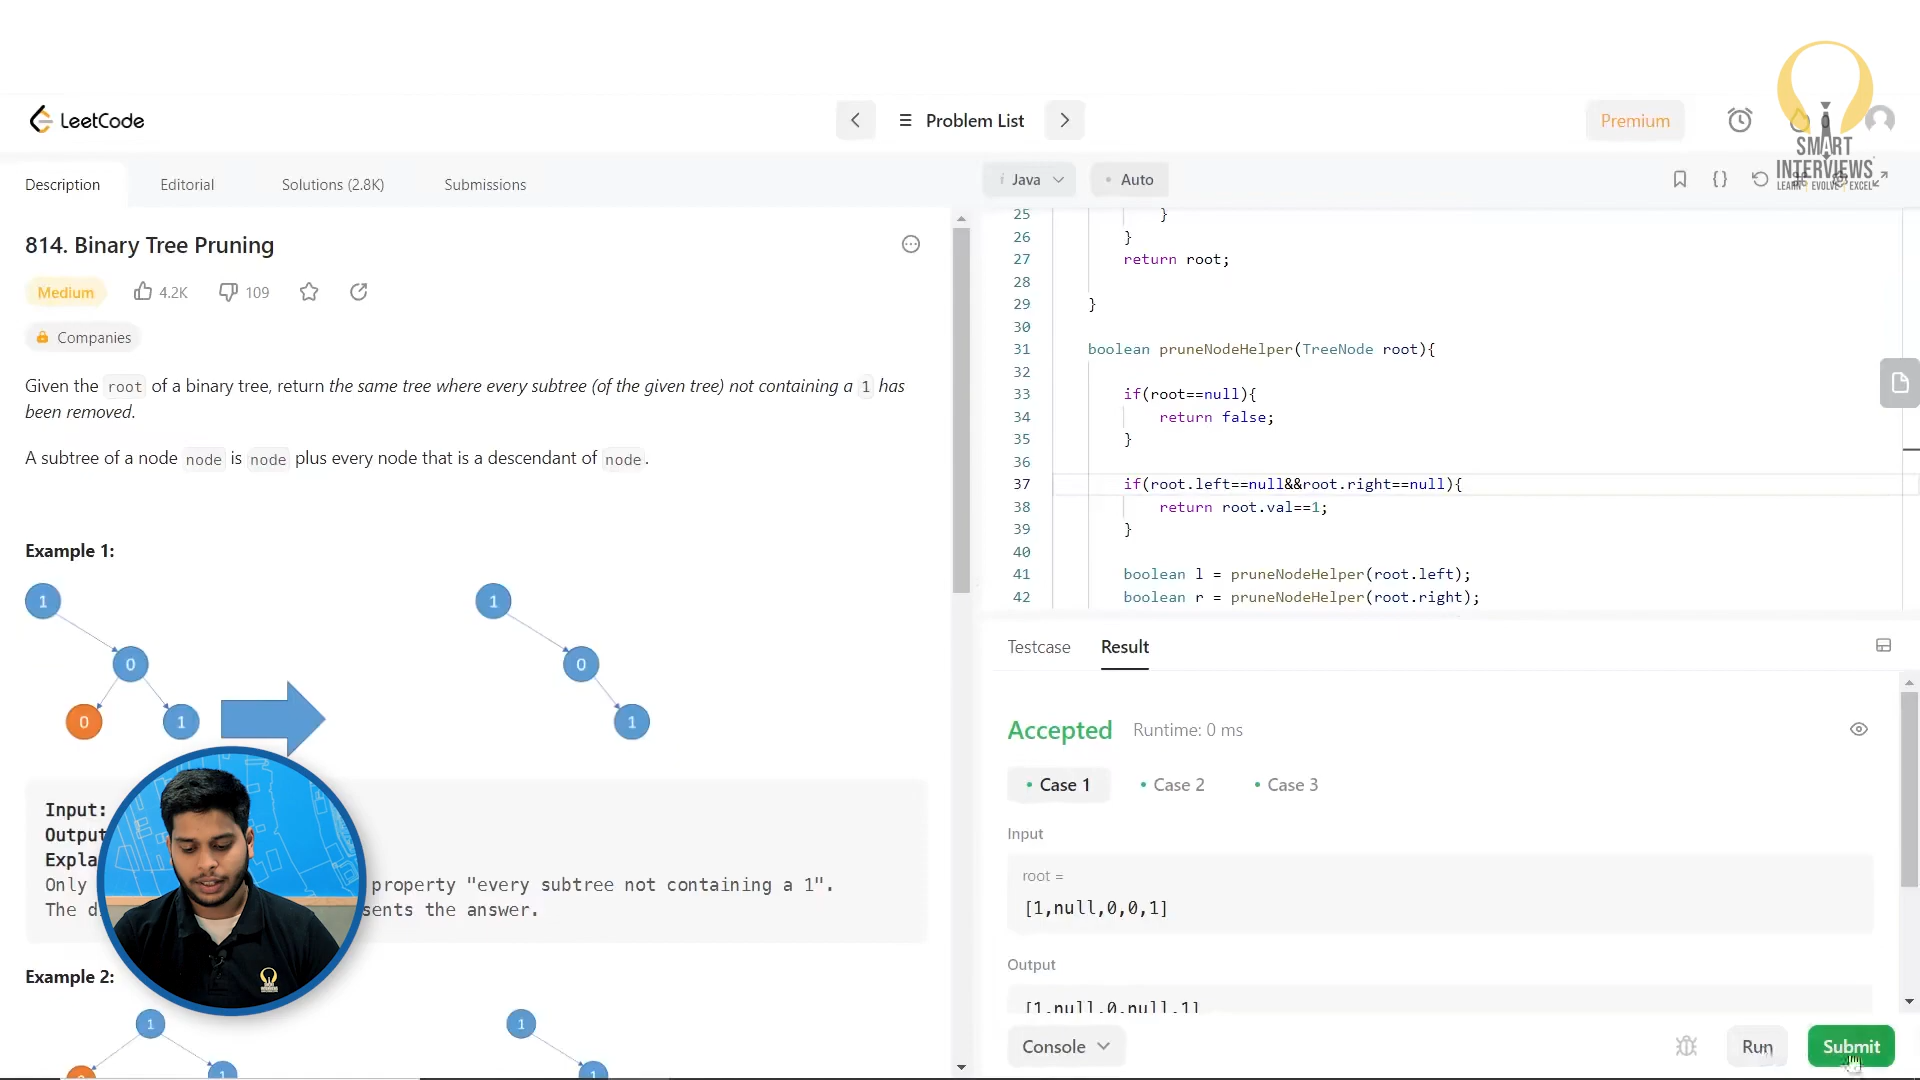 LeetCode
Problem List
Premium
SMART
INTERVIEWS
LEARN EVOLVE EXCEL
Description
Editorial
Solutions (2.8K)
Submissions
i Java
Auto
814. Binary Tree Pruning
Medium
4.2K
109
Companies
Given the root of a binary tree, return the same tree where every subtree (of the given tree) not containing a 1 has
been removed.
A subtree of a node node is node plus every node that is a descendant of node.
Example 1:
1
0
0
1
1
0
1
Input:
Output
Expla
Only property "every subtree not containing a 1".
The d sents the answer.
Example 2:
1
1
1
1
25 }
26 }
27 return root;
28
29 }
30
31 boolean pruneNodeHelper(TreeNode root){
32
33 if(root==null){
34 return false;
35 }
36
37 if(root.left==null&&root.right==null){
38 return root.val==1;
39 }
40
41 boolean l = pruneNodeHelper(root.left);
42 boolean r = pruneNodeHelper(root.right);
Testcase
Result
Accepted
Runtime: 0 ms
Case 1
Case 2
Case 3
Input
root =
[1,null,0,0,1]
Output
[1,null,0,null,1]
Console
Run
Submit